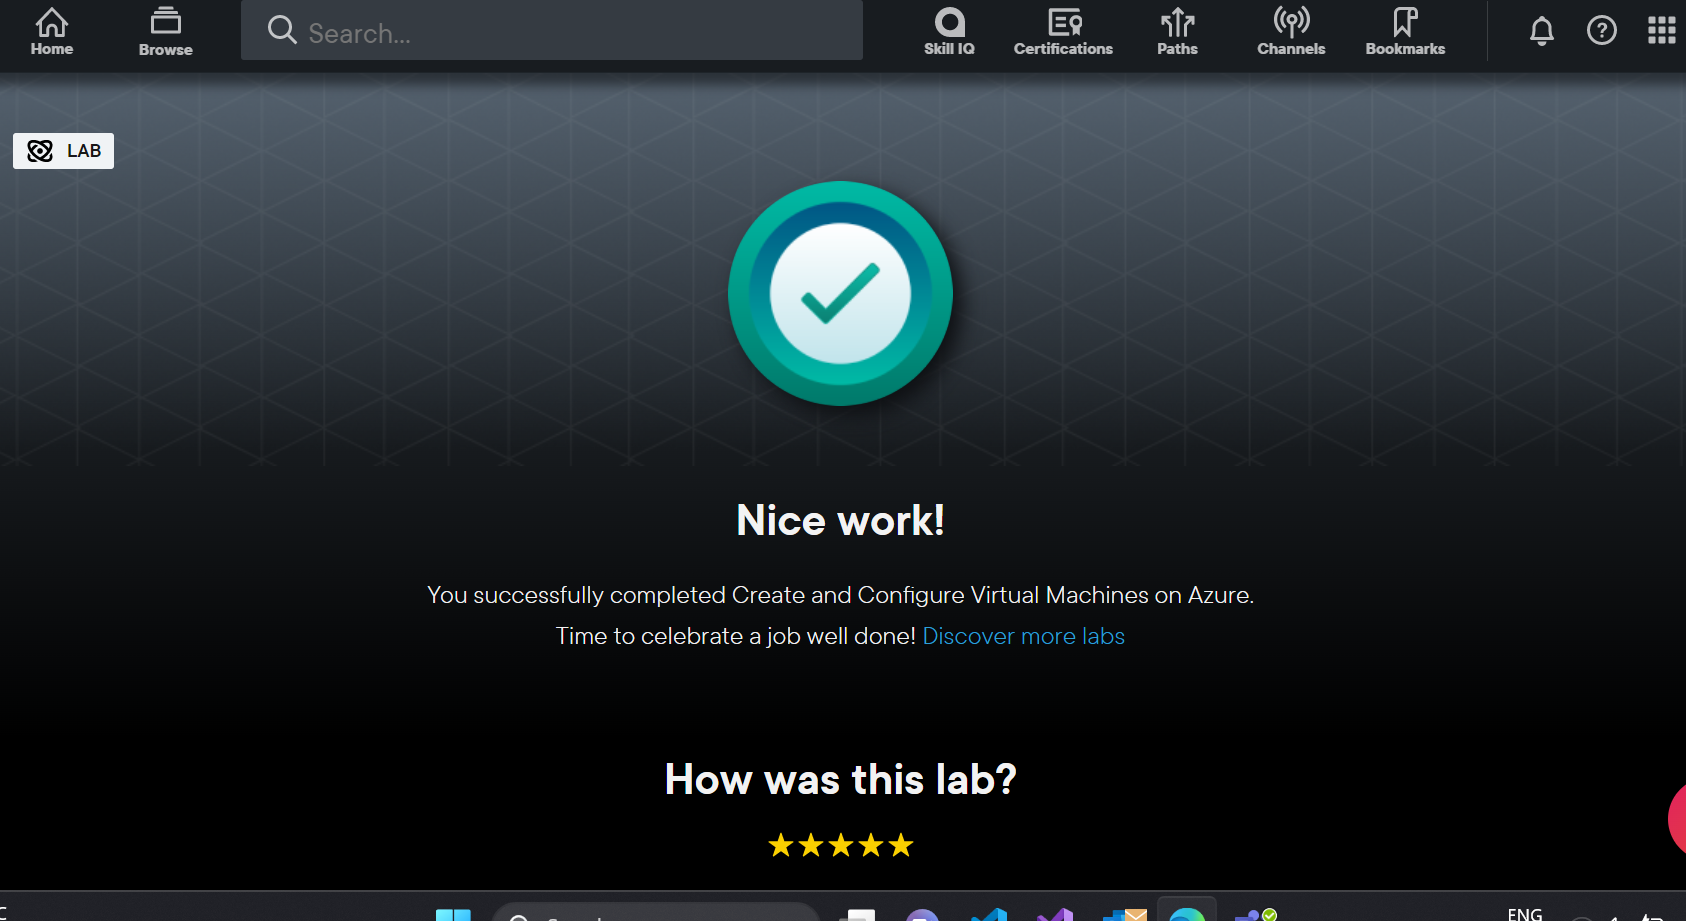 Home
Browse
Search...
Skill IQ
Certifications
Paths
Channels
Bookmarks
LAB
Nice work!
You successfully completed Create and Configure Virtual Machines on Azure.
Time to celebrate a job well done! Discover more labs
How was this lab?
ENG